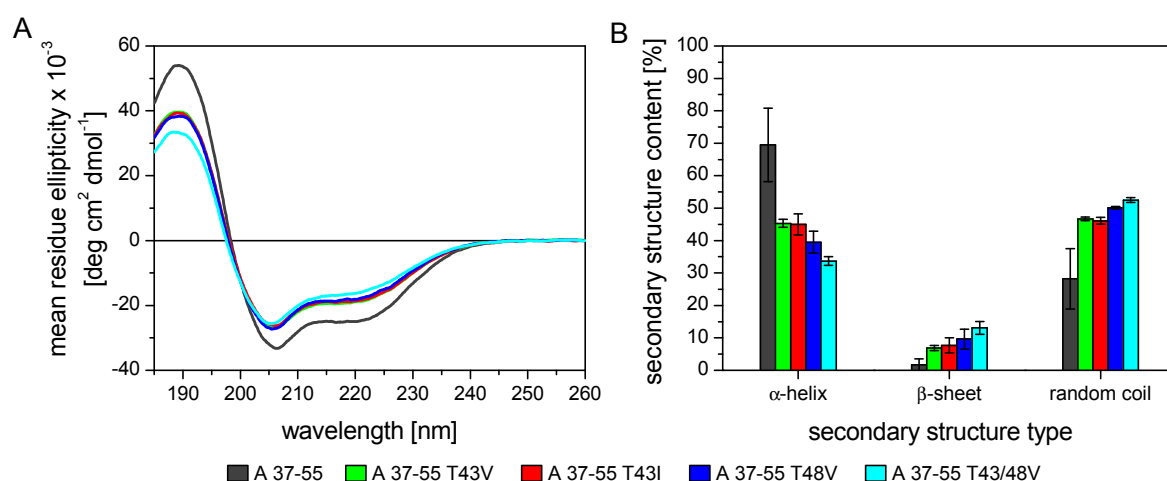 A
mean residue ellipticity x 10⁻³
[deg cm² dmol⁻¹]
60
40
20
0
-20
-40
190 200 210 220 230 240 250 260
wavelength [nm]
B
secondary structure content [%]
100
90
80
70
60
50
40
30
20
10
0
α-helix β-sheet random coil
secondary structure type
A 37-55 A 37-55 T43V A 37-55 T43I A 37-55 T48V A 37-55 T43/48V